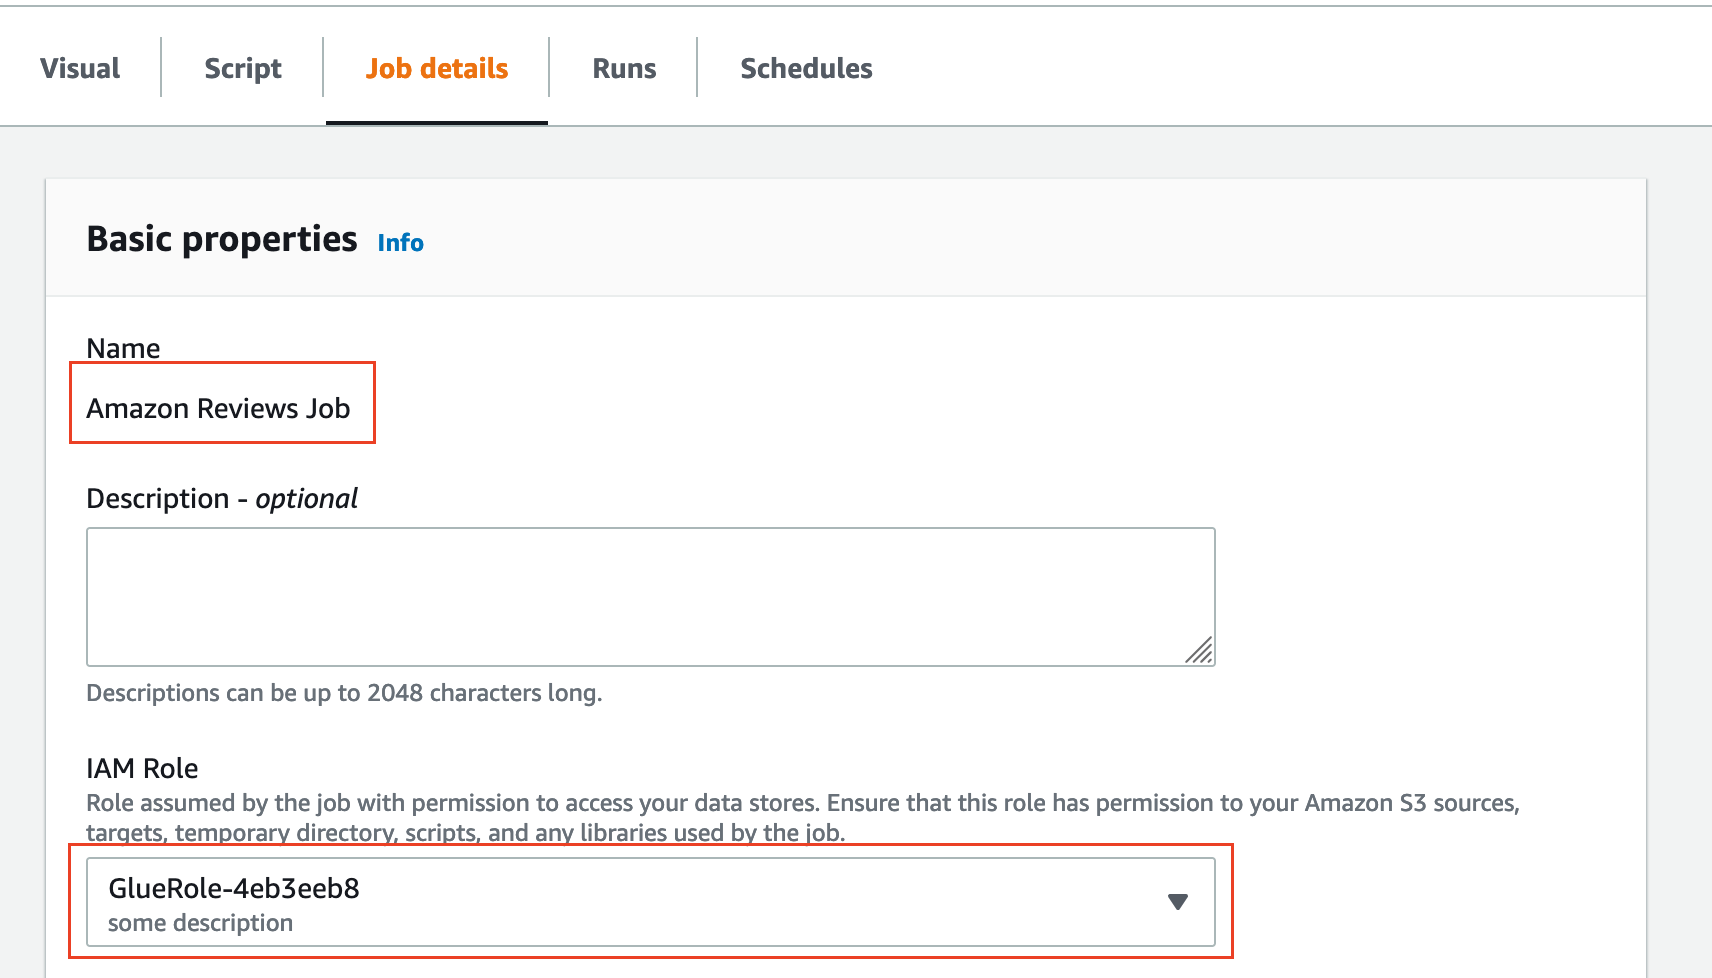 Visual Script Job details Runs Schedules
Basic properties Info
Name
Amazon Reviews Job
Description - optional
Descriptions can be up to 2048 characters long.
IAM Role
Role assumed by the job with permission to access your data stores. Ensure that this role has permission to your Amazon S3 sources,
targets, temporary directory, scripts, and any libraries used by the job.
GlueRole-4eb3eeb8
some description